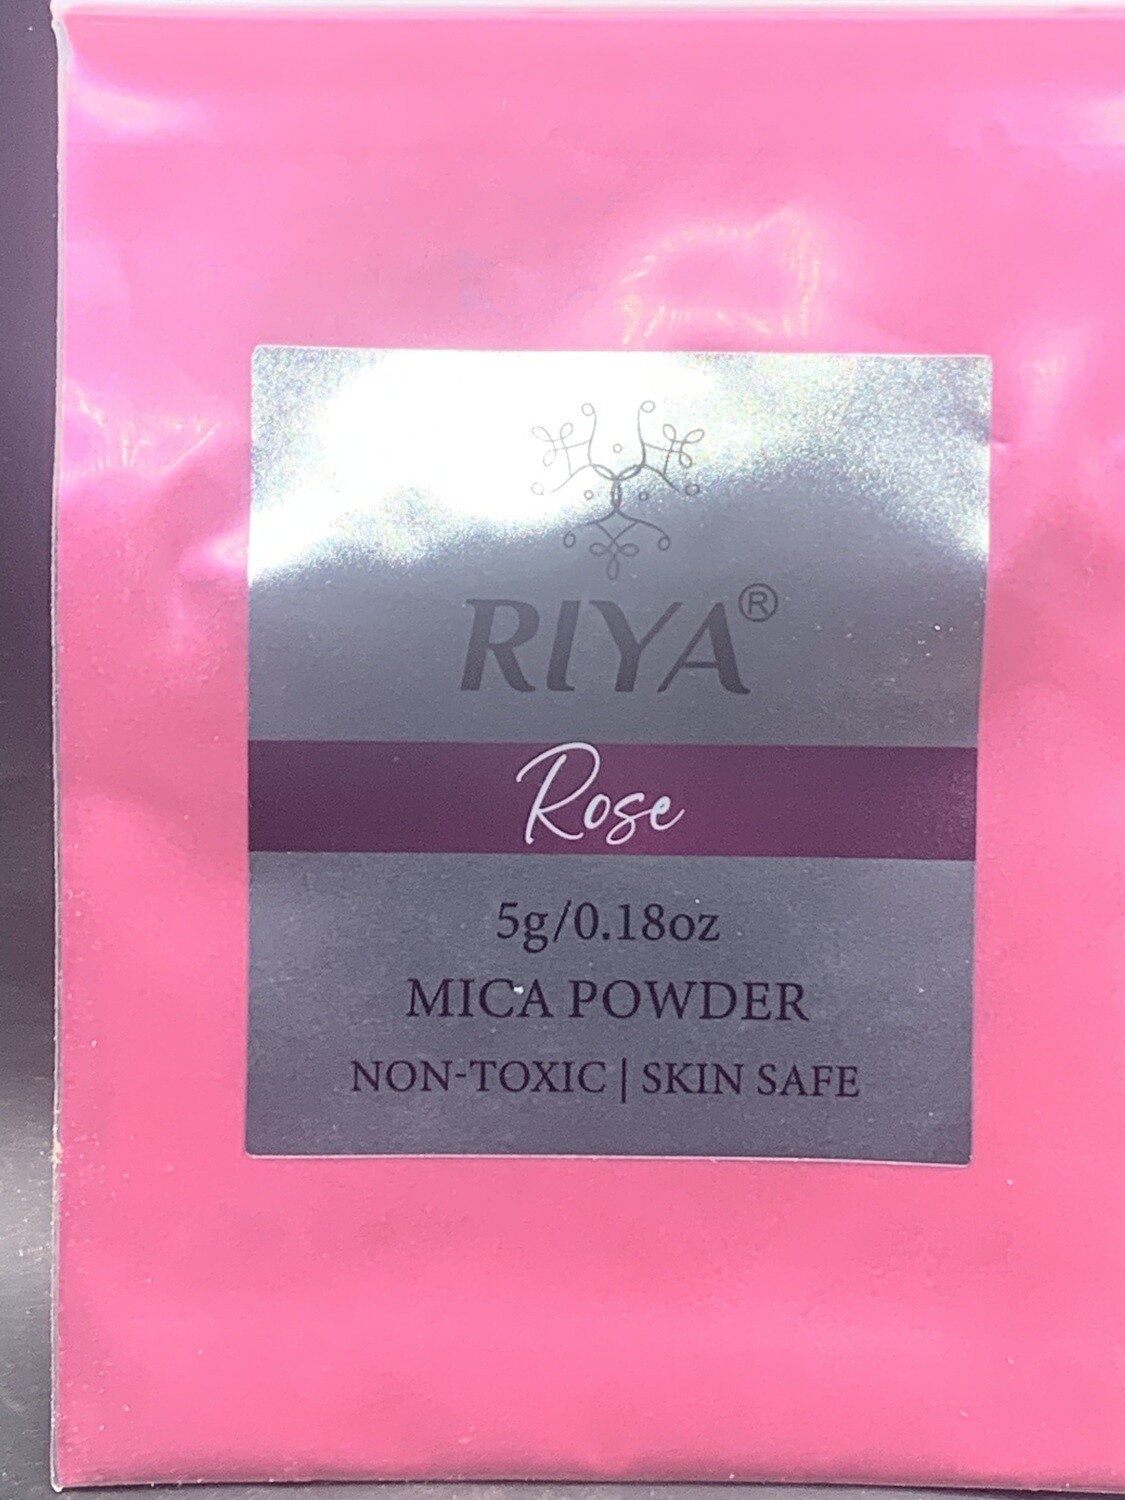 RIYA®
Rose
5g/0.18oz
MICA POWDER
NON-TOXIC | SKIN SAFE